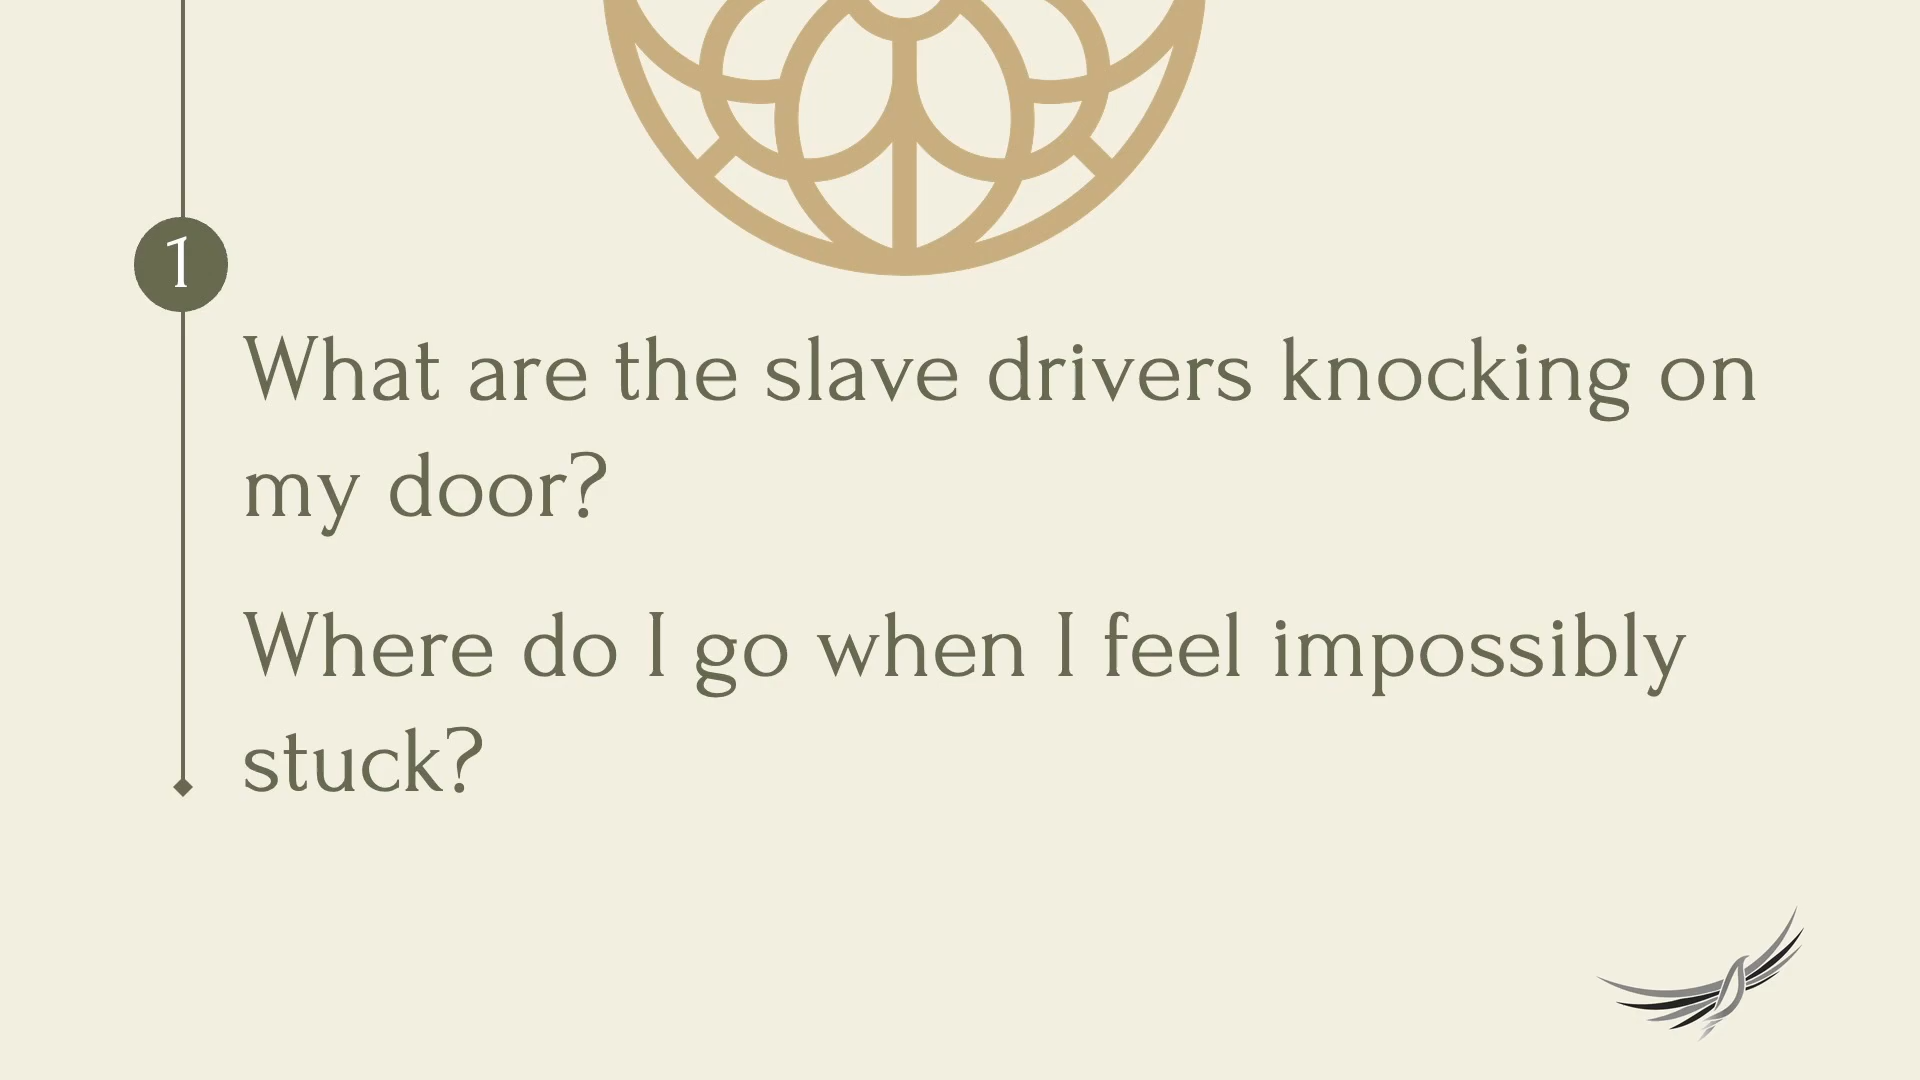 1
What are the slave drivers knocking on
my door?
Where do I go when I feel impossibly
stuck?